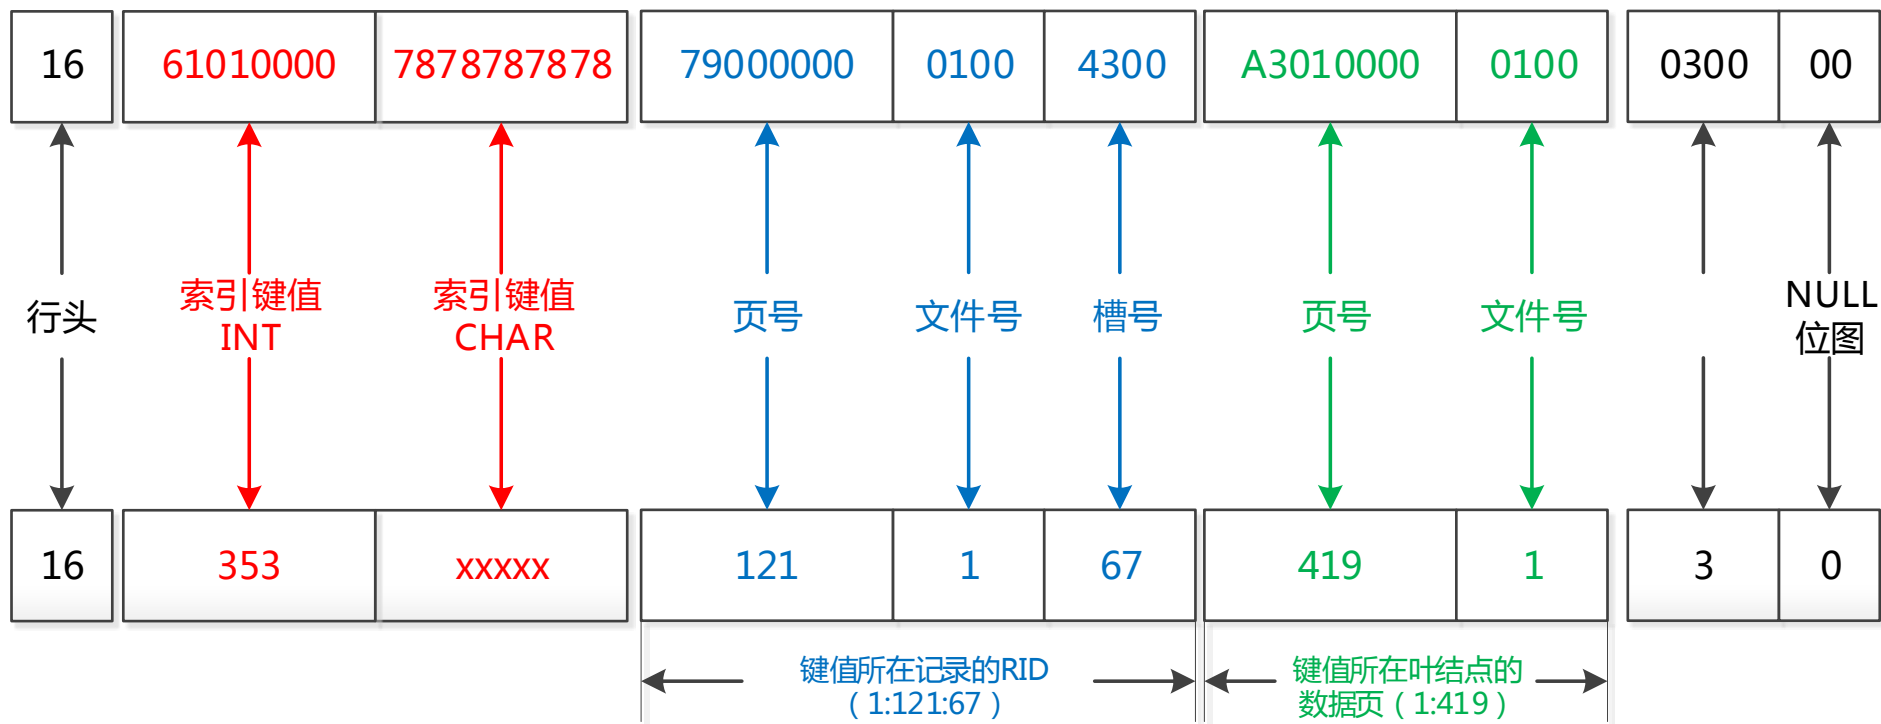 16 61010000 7878787878 79000000 0100 4300 A3010000 0100 0300 00
行头
索引键值
INT
索引键值
CHAR
页号
文件号
槽号
页号
文件号
NULL
位图
16 353 xxxxx 121 1 67 419 1 3 0
键值所在记录的RID
（1:121:67）
键值所在叶结点的
数据页（1:419）